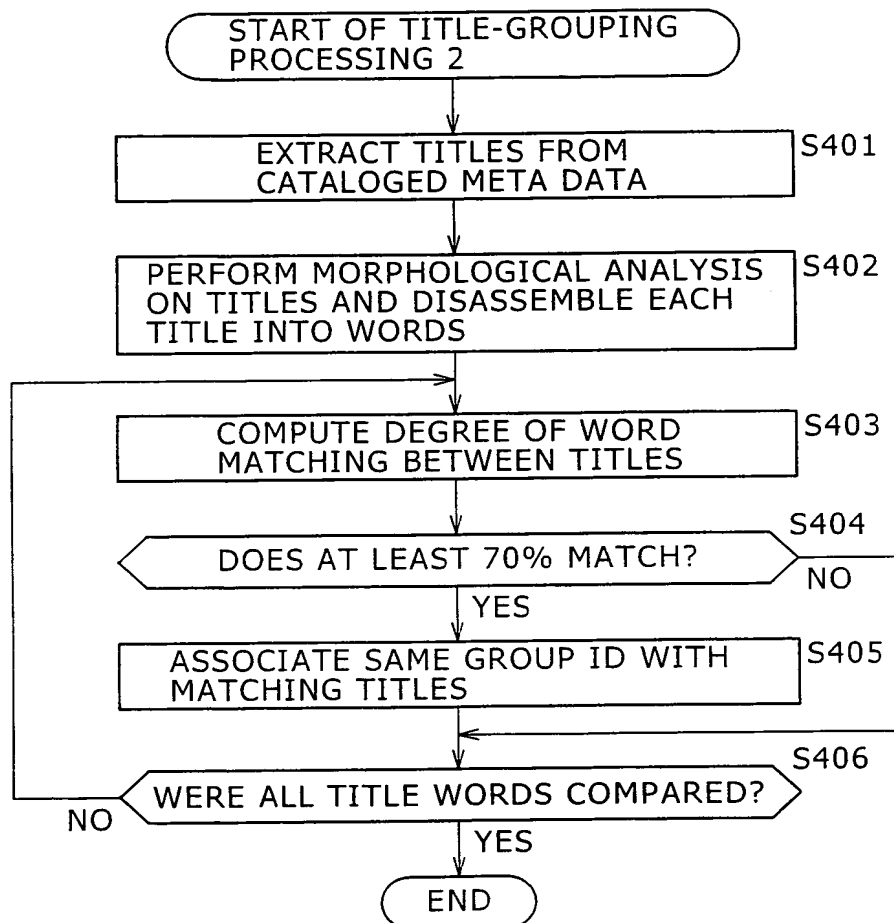 START OF TITLE-GROUPING
PROCESSING 2
S401
EXTRACT TITLES FROM
CATALOGED META DATA
S402
PERFORM MORPHOLOGICAL ANALYSIS
ON TITLES AND DISASSEMBLE EACH
TITLE INTO WORDS
S403
COMPUTE DEGREE OF WORD
MATCHING BETWEEN TITLES
S404
DOES AT LEAST 70% MATCH?
NO
YES
S405
ASSOCIATE SAME GROUP ID WITH
MATCHING TITLES
S406
WERE ALL TITLE WORDS COMPARED?
NO
YES
END